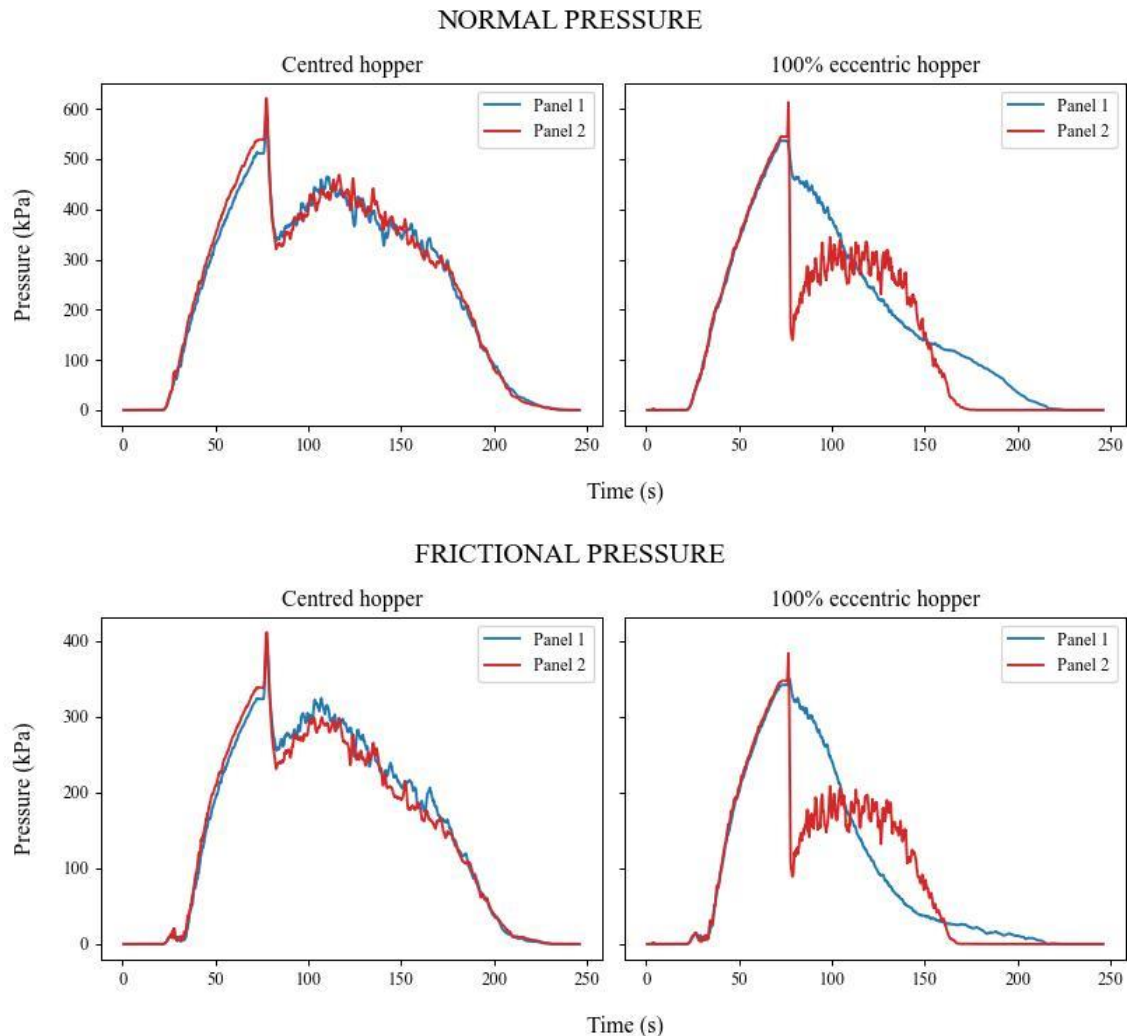 NORMAL PRESSURE
Centred hopper
100% eccentric hopper
Panel 1
Panel 2
Panel 1
Panel 2
600
500
400
300
200
100
0
Pressure (kPa)
0 50 100 150 200 250
0 50 100 150 200 250
Time (s)
FRICTIONAL PRESSURE
Centred hopper
100% eccentric hopper
Panel 1
Panel 2
Panel 1
Panel 2
400
300
200
100
0
Pressure (kPa)
0 50 100 150 200 250
0 50 100 150 200 250
Time (s)